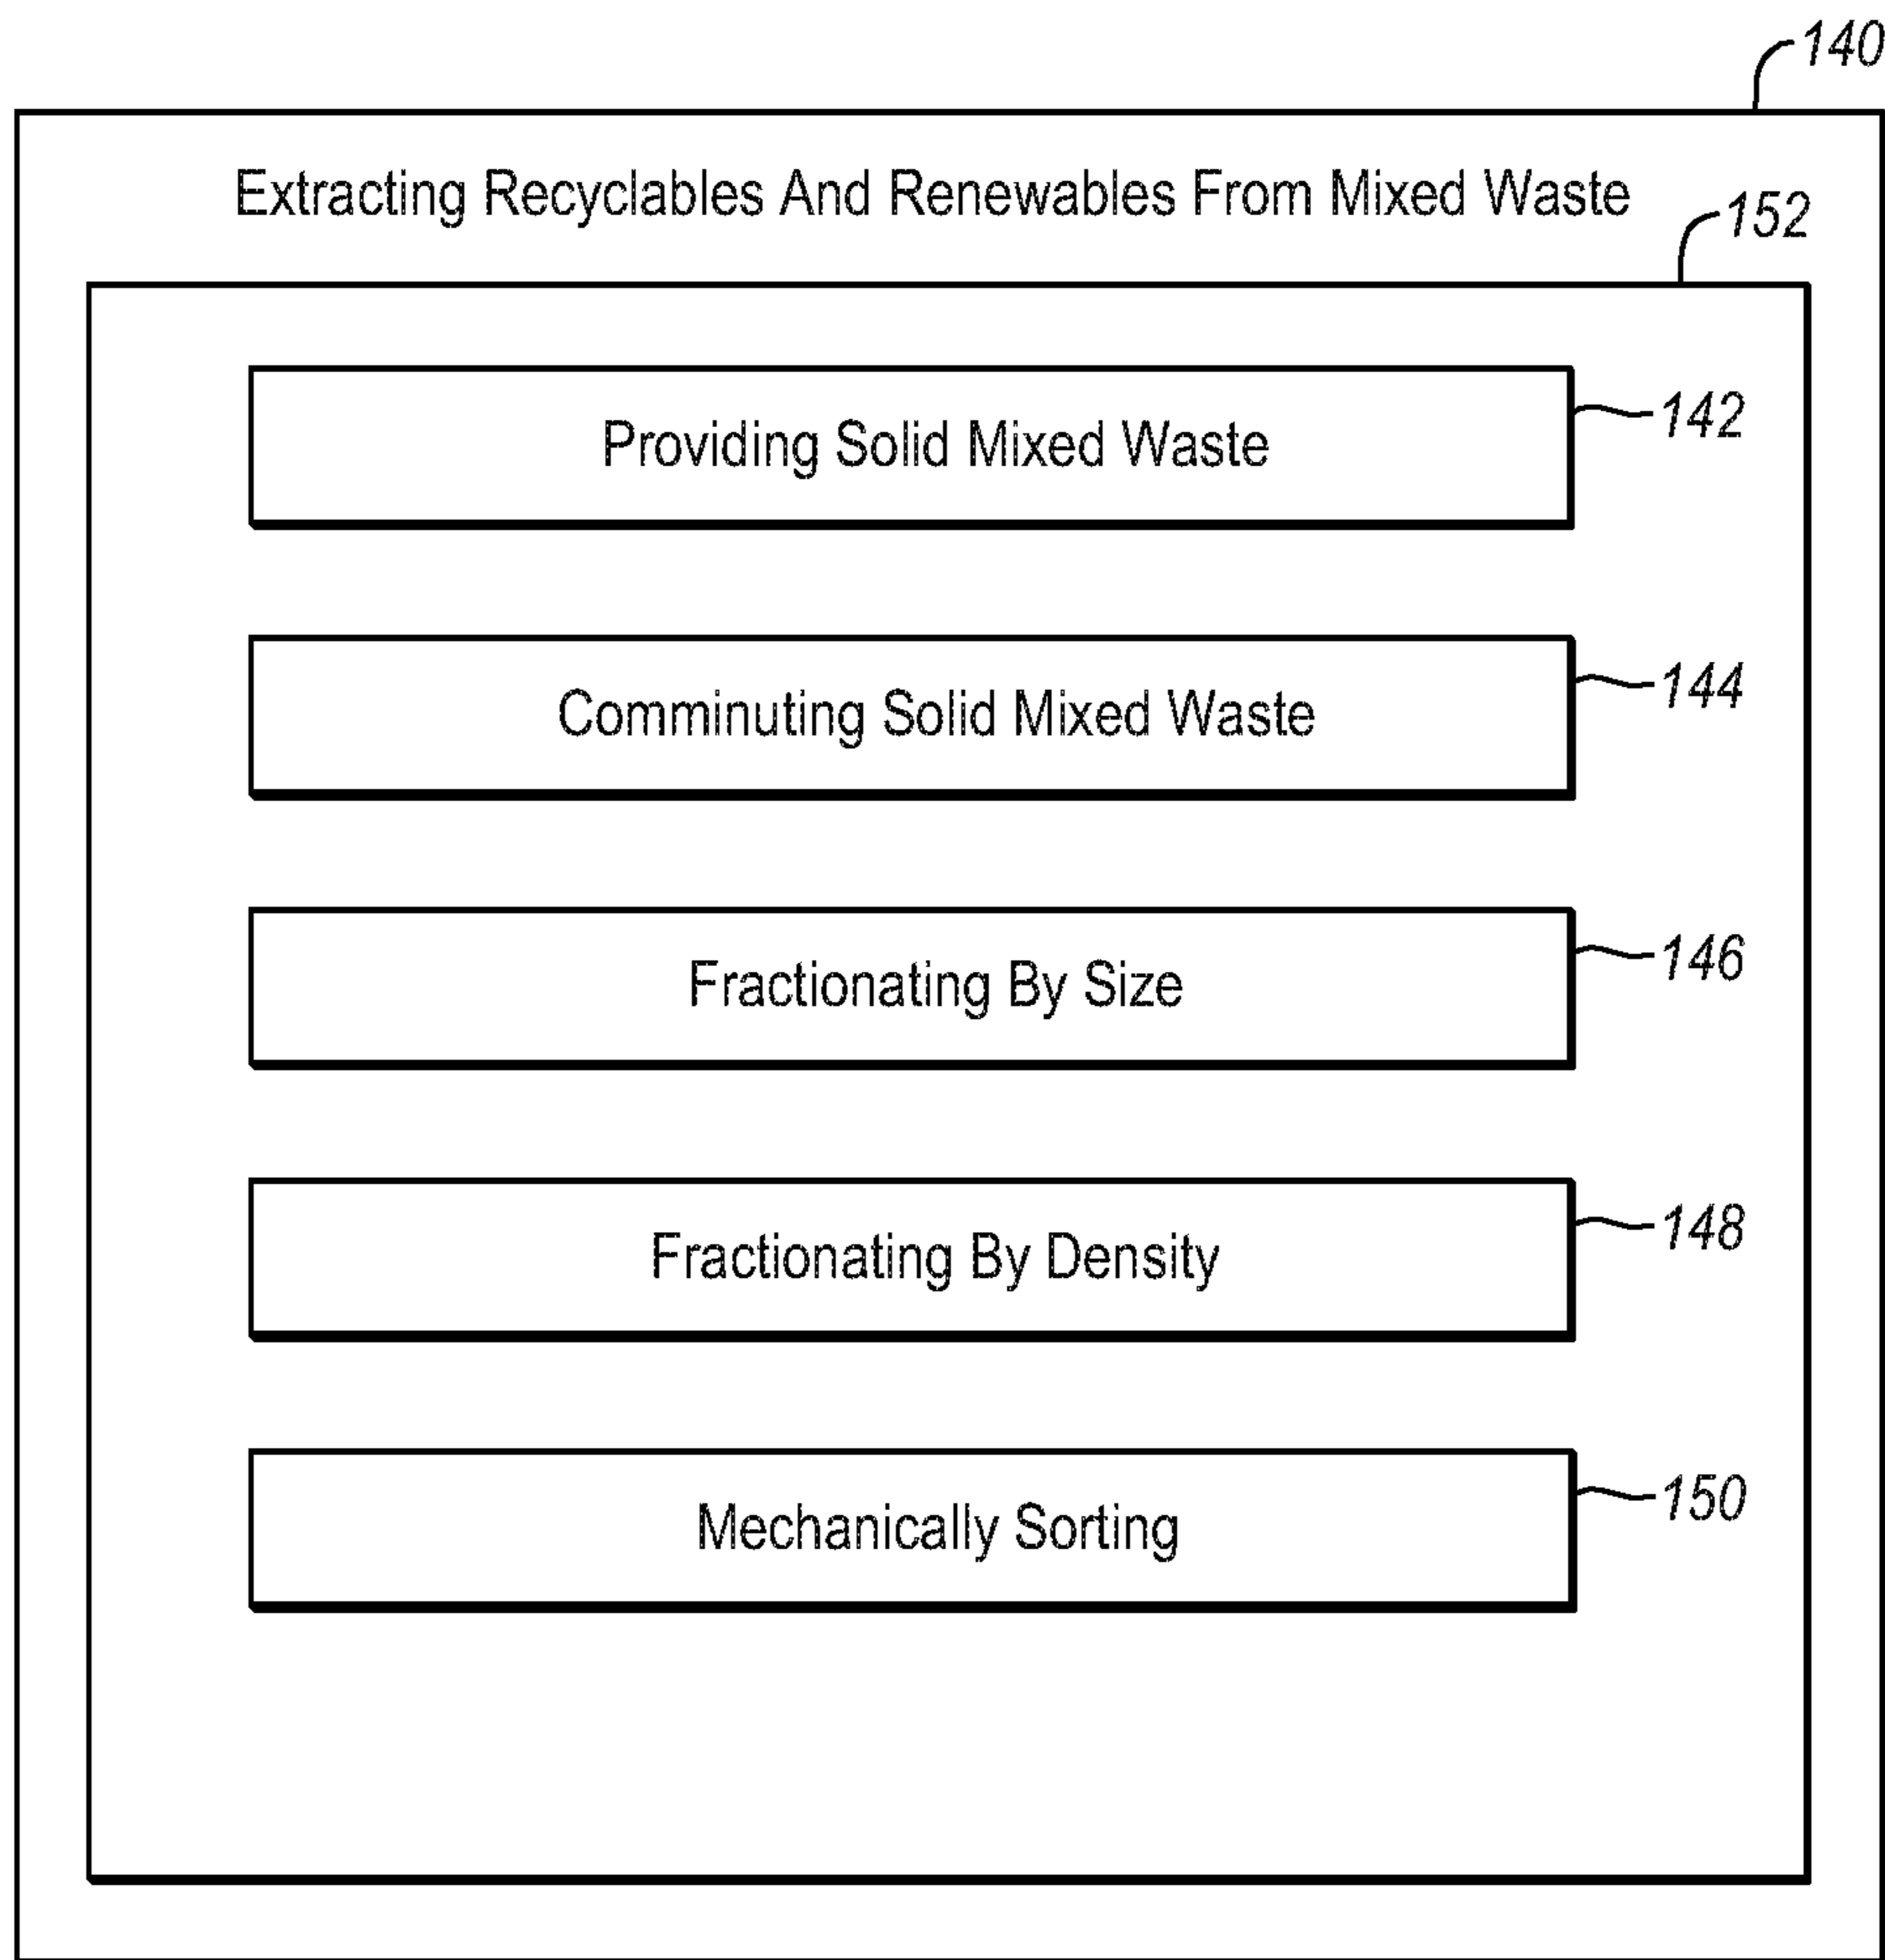 140
Extracting Recyclables And Renewables From Mixed Waste
152
Providing Solid Mixed Waste
142
Comminuting Solid Mixed Waste
144
Fractionating By Size
146
Fractionating By Density
148
Mechanically Sorting
150